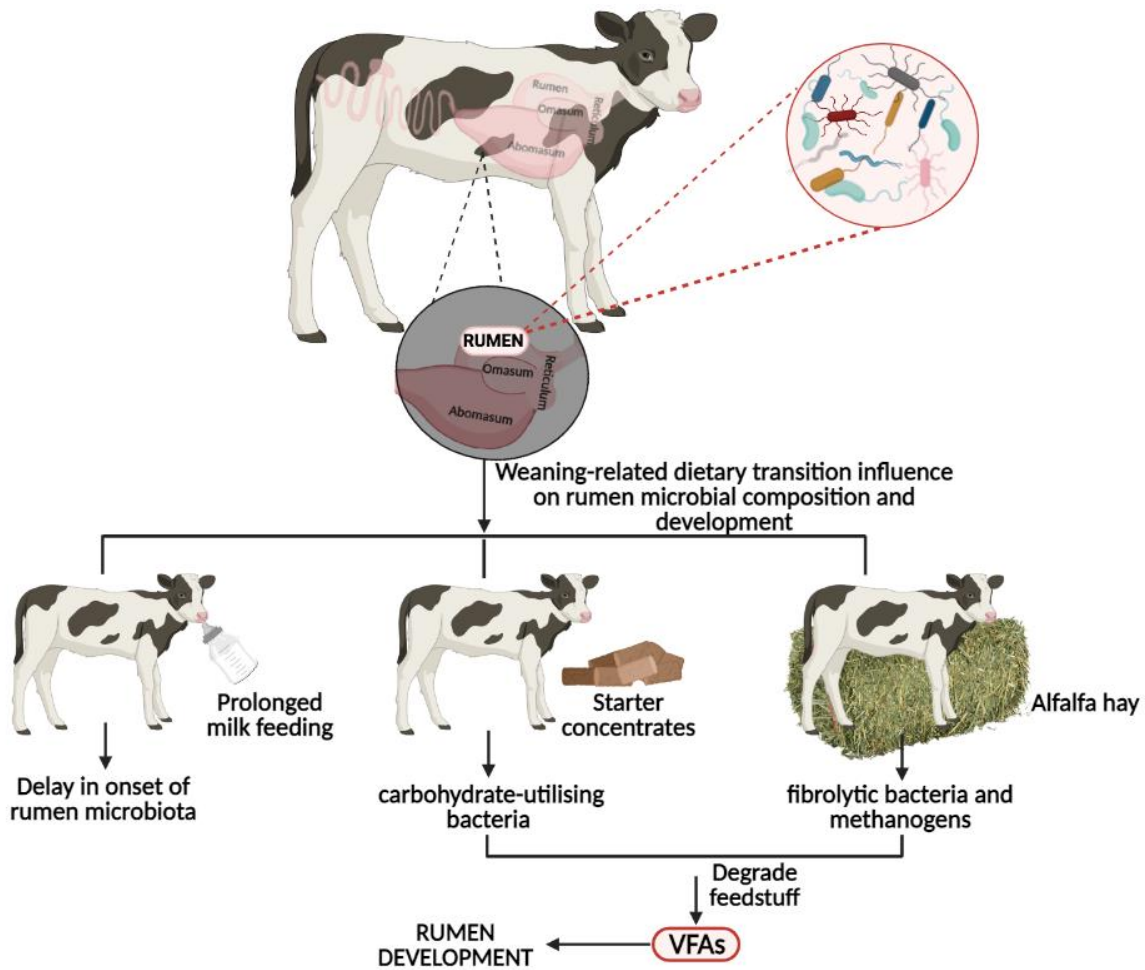 Rumen
Omasum
Reticulum
Abomasum
RUMEN
Omasum
Reticulum
Abomasum
Weaning-related dietary transition influence
on rumen microbial composition and
development
Prolonged
milk feeding
Starter
concentrates
Alfalfa hay
Delay in onset of
rumen microbiota
carbohydrate-utilising
bacteria
fibrolytic bacteria and
methanogens
Degrade
feedstuff
VFAs
RUMEN
DEVELOPMENT